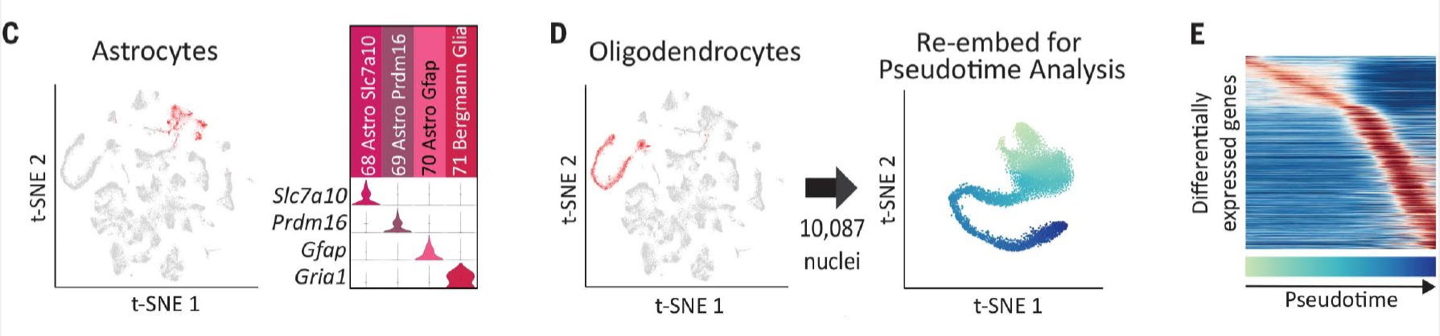 C
Astrocytes
t-SNE 2
t-SNE 1
68 Astro Slc7a10
69 Astro Prdm16
70 Astro Gfap
71 Bergmann Glia
Slc7a10
Prdm16
Gfap
Gria1
D
Oligodendrocytes
t-SNE 2
t-SNE 1
10,087
nuclei
Re-embed for
Pseudotime Analysis
t-SNE 2
t-SNE 1
E
Differentially
expressed genes
Pseudotime